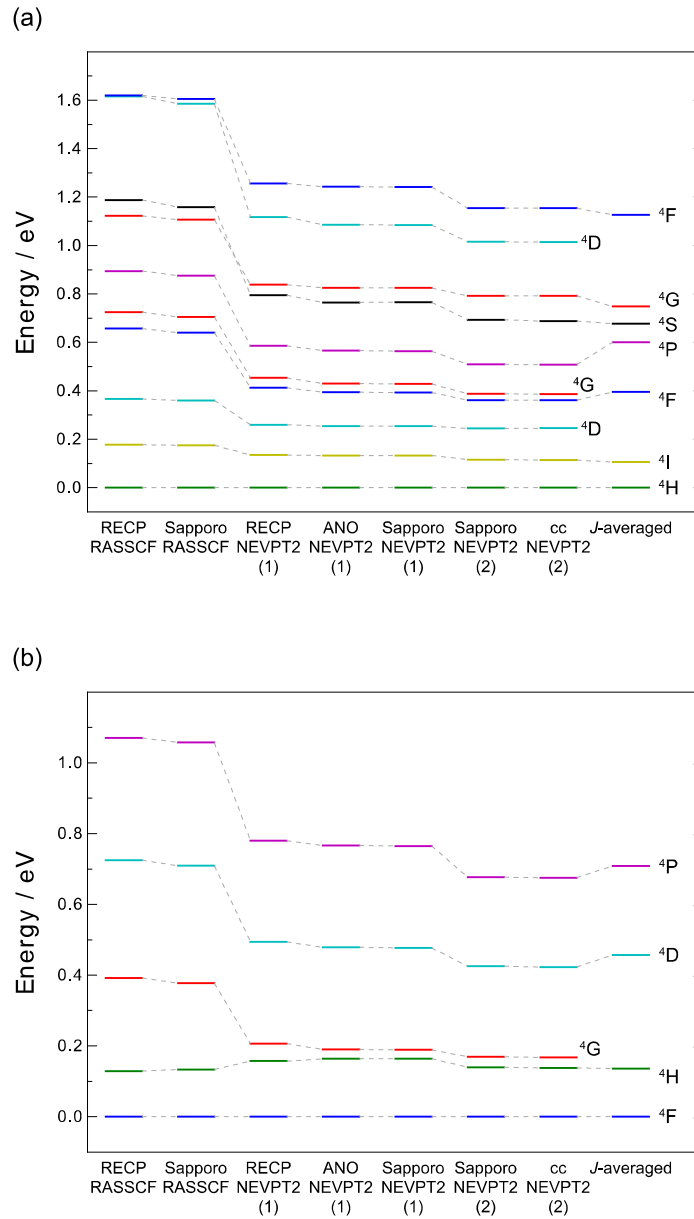 (a)
Energy / eV
1.6
1.4
1.2
1.0
0.8
0.6
0.4
0.2
0.0
⁴F
⁴D
⁴G
⁴S
⁴P
⁴G
⁴F
⁴D
⁴I
⁴H
RECP RASSCF
Sapporo RASSCF
RECP NEVPT2 (1)
ANO NEVPT2 (1)
Sapporo NEVPT2 (1)
Sapporo NEVPT2 (2)
cc NEVPT2 (2)
J-averaged
(b)
Energy / eV
1.0
0.8
0.6
0.4
0.2
0.0
⁴P
⁴D
⁴G
⁴H
⁴F
RECP RASSCF
Sapporo RASSCF
RECP NEVPT2 (1)
ANO NEVPT2 (1)
Sapporo NEVPT2 (1)
Sapporo NEVPT2 (2)
cc NEVPT2 (2)
J-averaged